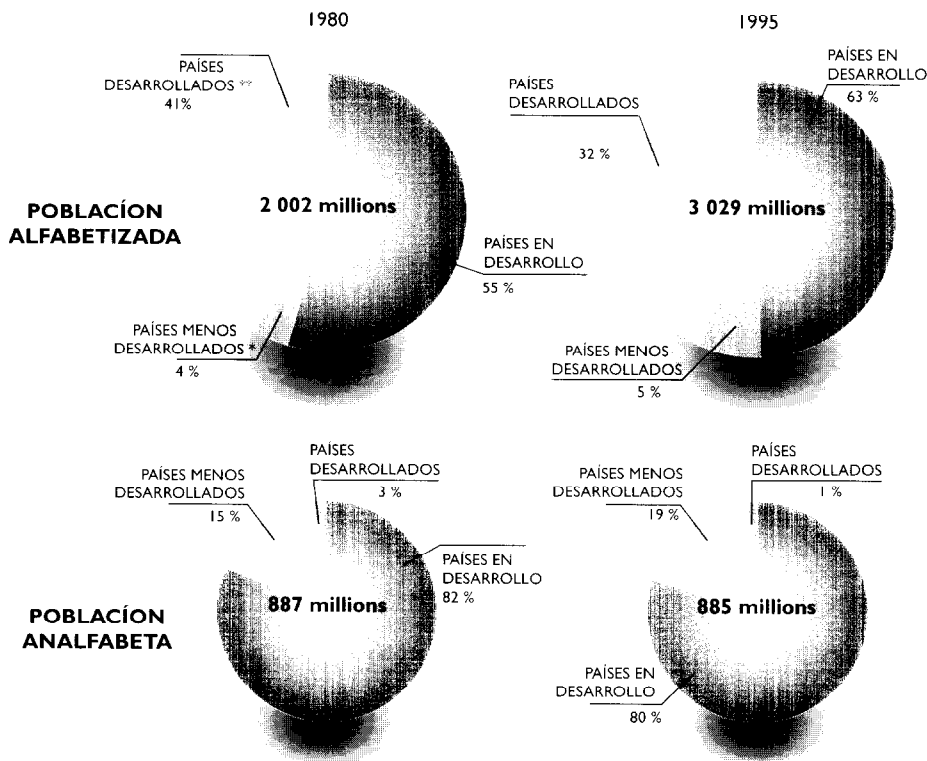 1980
1995
PAÍSES
DESARROLLADOS **
41%
PAÍSES EN
DESARROLLO
63 %
PAÍSES
DESARROLLADOS
32 %
POBLACÍON
ALFABETIZADA
2 002 millions
3 029 millions
PAÍSES EN
DESARROLLO
55 %
PAÍSES MENOS
DESARROLLADOS *
4 %
PAÍSES MENOS
DESARROLLADOS
5 %
PAÍSES MENOS
DESARROLLADOS
15 %
PAÍSES
DESARROLLADOS
3 %
PAÍSES MENOS
DESARROLLADOS
19 %
PAÍSES
DESARROLLADOS
1 %
PAÍSES EN
DESARROLLO
82 %
POBLACÍON
ANALFABETA
887 millions
885 millions
PAÍSES EN
DESARROLLO
80 %